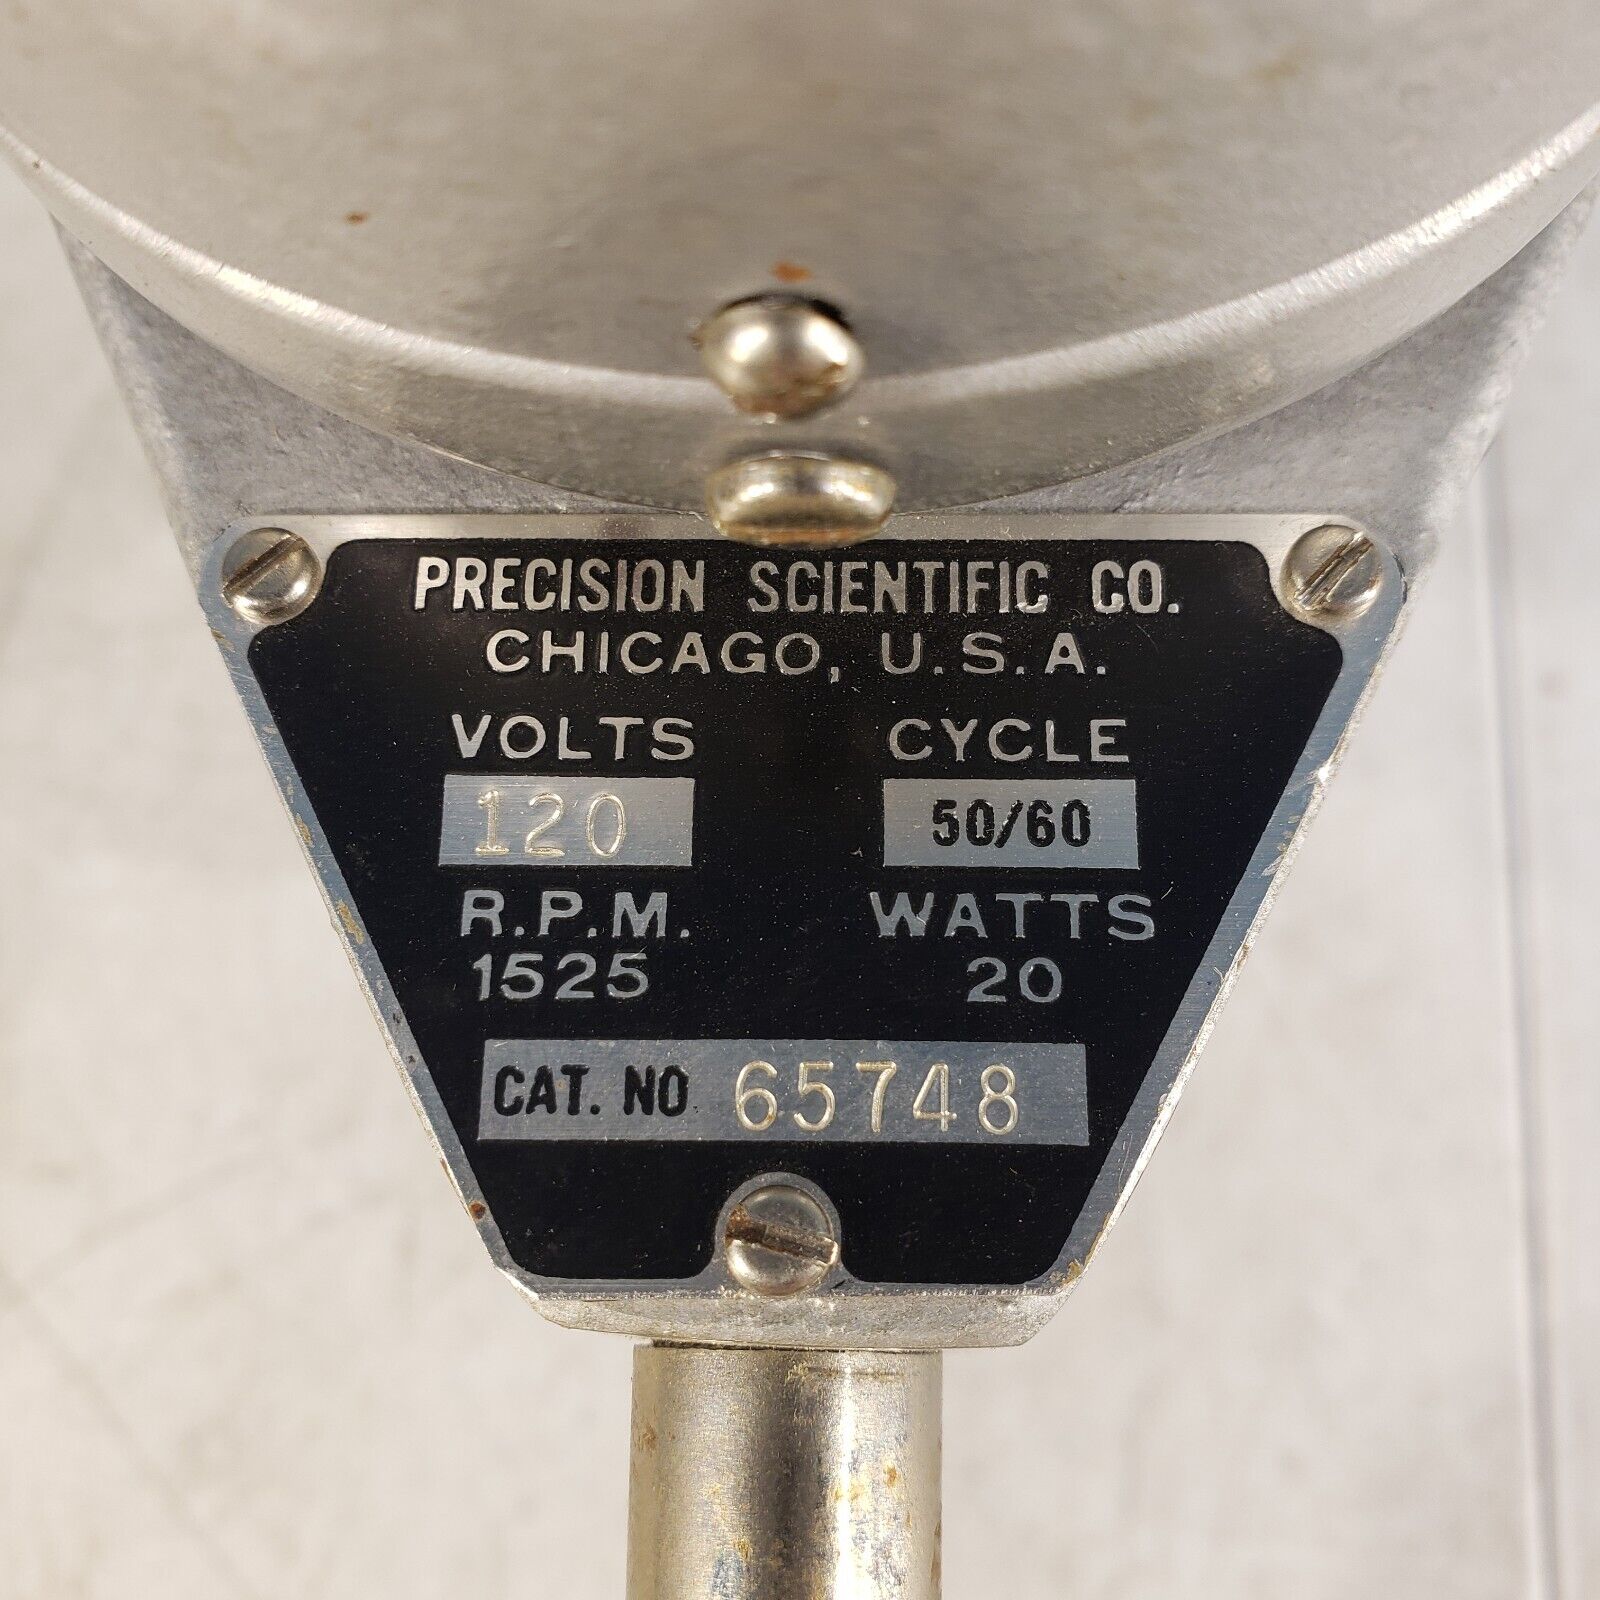 PRECISION SCIENTIFIC CO.
CHICAGO, U.S.A.
VOLTS CYCLE
120 50/60
R.P.M. WATTS
1525 20
CAT. NO 65748